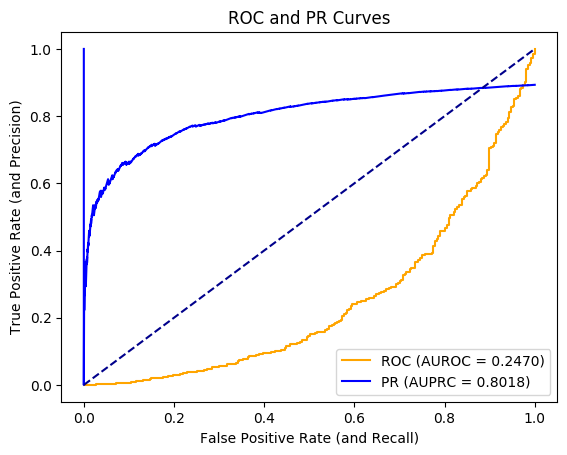 ROC and PR Curves
True Positive Rate (and Precision)
1.0
0.8
0.6
0.4
0.2
0.0
0.0 0.2 0.4 0.6 0.8 1.0
False Positive Rate (and Recall)
ROC (AUROC = 0.2470)
PR (AUPRC = 0.8018)